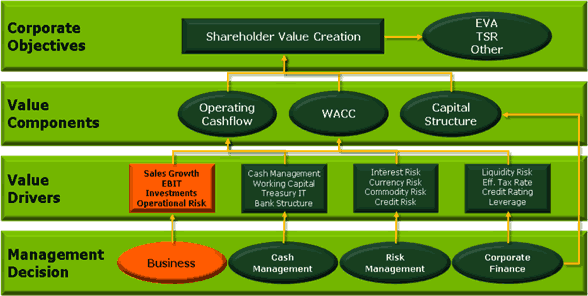 Corporate
Objectives
Shareholder Value Creation
EVA
TSR
Other
Value
Components
Operating
Cashflow
WACC
Capital
Structure
Value
Drivers
Sales Growth
EBIT
Investments
Operational Risk
Cash Management
Working Capital
Treasury IT
Bank Structure
Interest Risk
Currency Risk
Commodity Risk
Credit Risk
Liquidity Risk
Eff. Tax Rate
Credit Rating
Leverage
Management
Decision
Business
Cash
Management
Risk
Management
Corporate
Finance